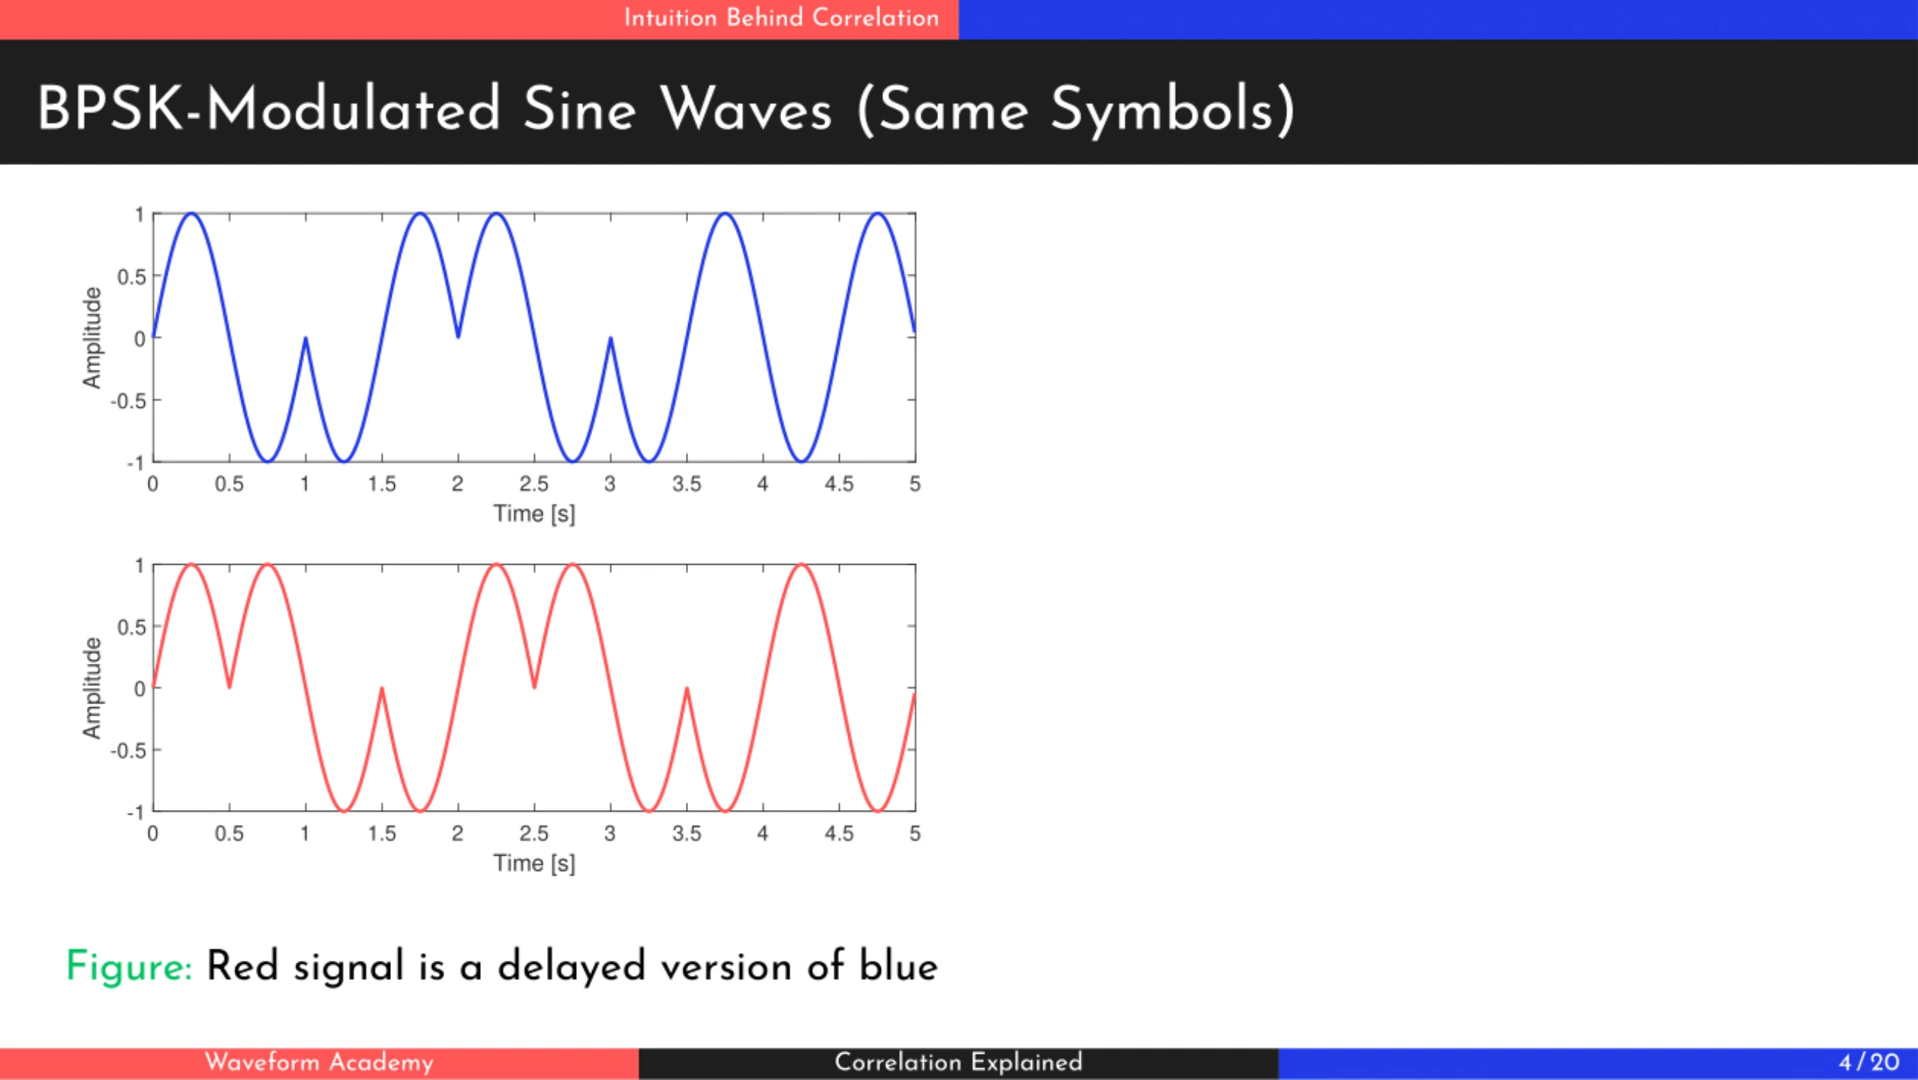 Intuition Behind Correlation
BPSK-Modulated Sine Waves (Same Symbols)
1
0.5
0
-0.5
-1
Amplitude
0 0.5 1 1.5 2 2.5 3 3.5 4 4.5 5
Time [s]
1
0.5
0
-0.5
-1
Amplitude
0 0.5 1 1.5 2 2.5 3 3.5 4 4.5 5
Time [s]
Figure: Red signal is a delayed version of blue
Waveform Academy Correlation Explained 4 / 20